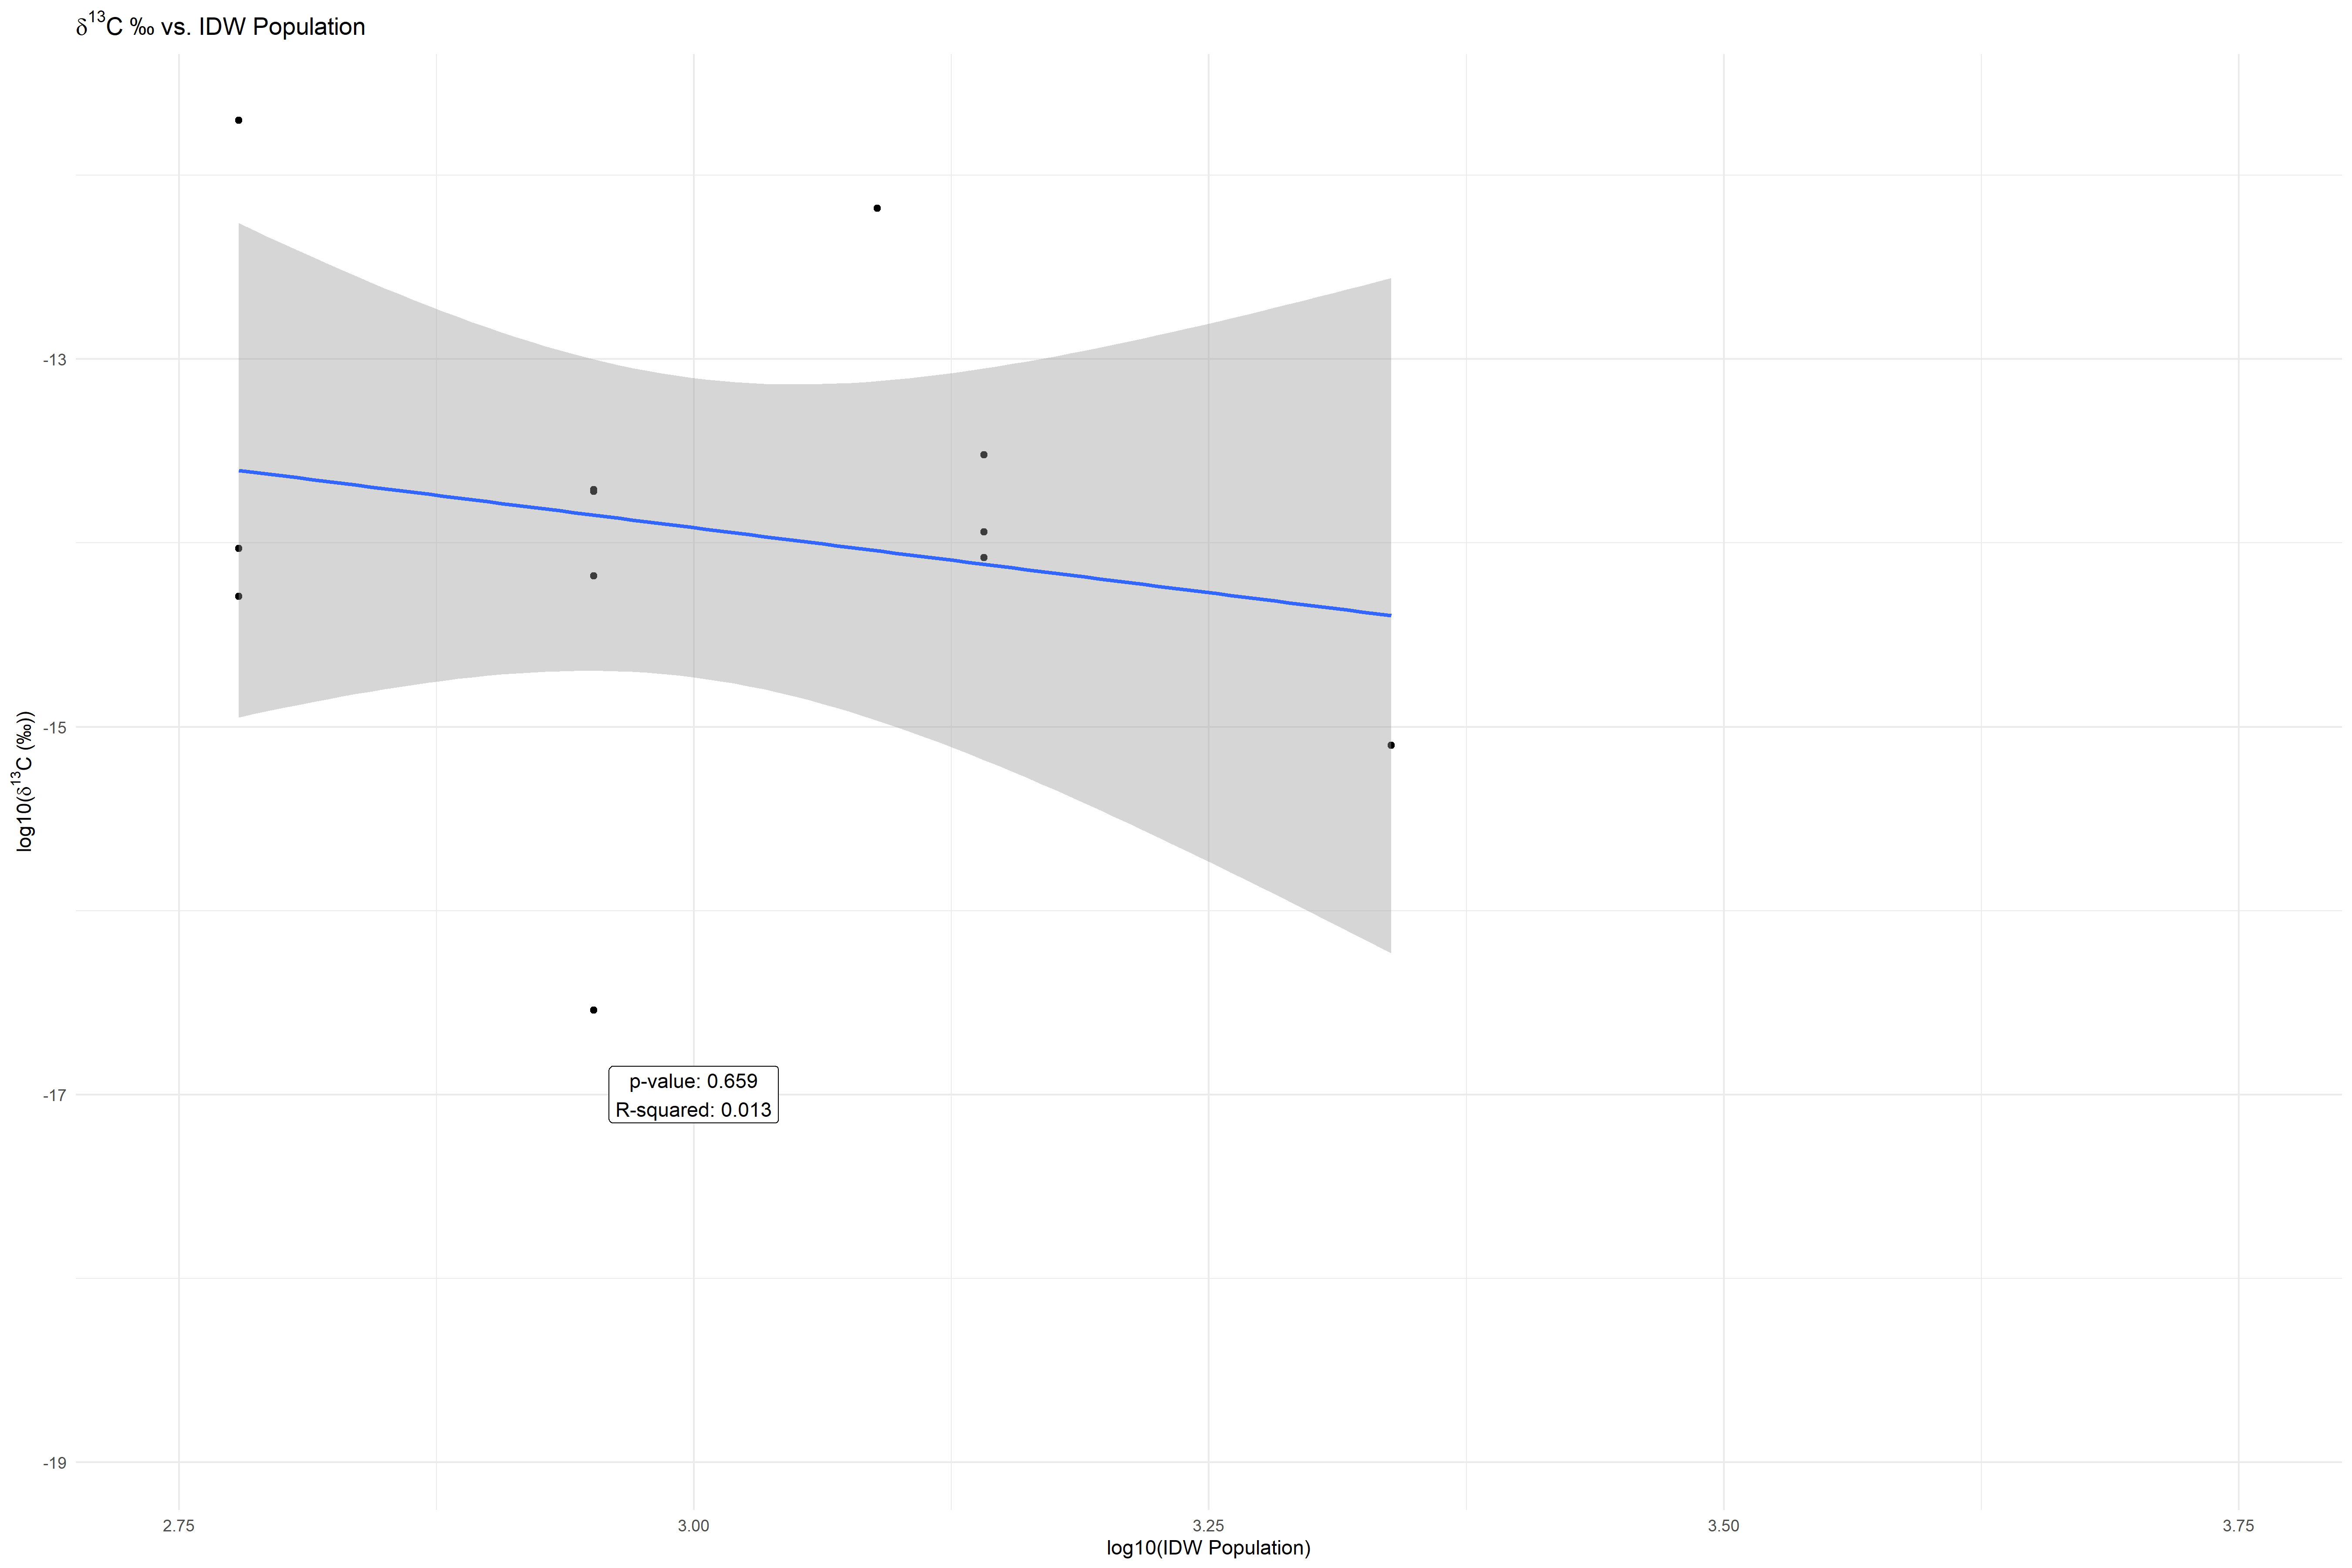 δ¹³C ‰ vs. IDW Population
-13
-15
-17
-19
log10(δ¹³C (‰))
p-value: 0.659
R-squared: 0.013
2.75 3.00 3.25 3.50 3.75
log10(IDW Population)